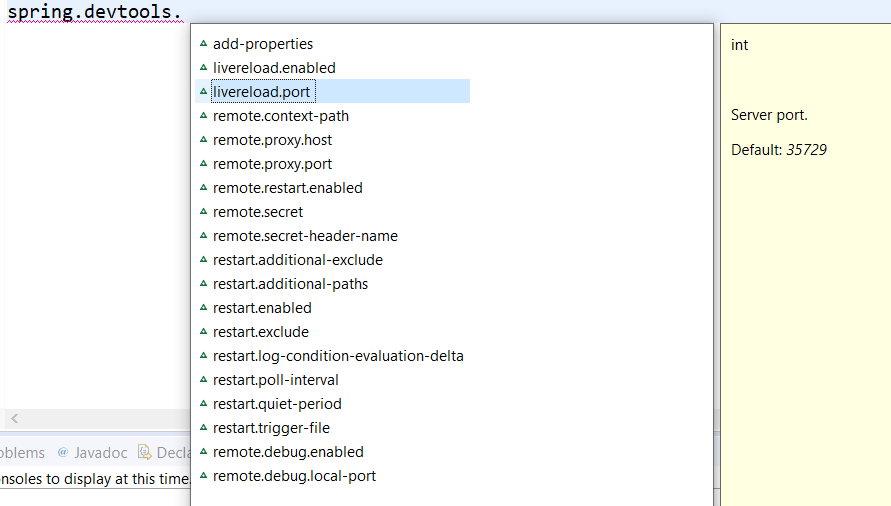 spring.devtools.
add-properties
livereload.enabled
livereload.port
remote.context-path
remote.proxy.host
remote.proxy.port
remote.restart.enabled
remote.secret
remote.secret-header-name
restart.additional-exclude
restart.additional-paths
restart.enabled
restart.exclude
restart.log-condition-evaluation-delta
restart.poll-interval
restart.quiet-period
restart.trigger-file
remote.debug.enabled
remote.debug.local-port
int
Server port.
Default: 35729
oblems @ Javadoc Decla
nsoles to display at this time.